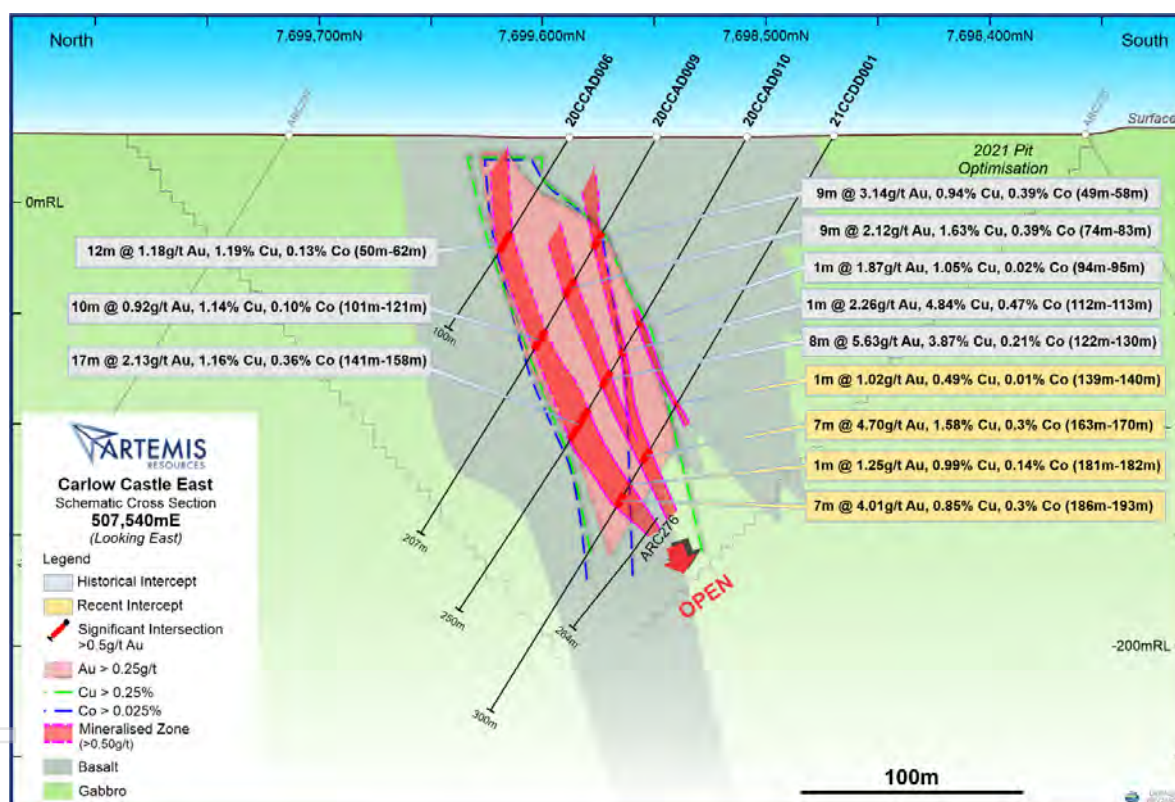 North
7,699,700mN
7,699,600mN
7,698,500mN
7,698,400mN
South
20CCAD006
20CCAD009
20CCAD010
21CCDD001
Surface
2021 Pit
Optimisation
0mRL
9m @ 3.14g/t Au, 0.94% Cu, 0.39% Co (49m-58m)
9m @ 2.12g/t Au, 1.63% Cu, 0.39% Co (74m-83m)
12m @ 1.18g/t Au, 1.19% Cu, 0.13% Co (50m-62m)
1m @ 1.87g/t Au, 1.05% Cu, 0.02% Co (94m-95m)
10m @ 0.92g/t Au, 1.14% Cu, 0.10% Co (101m-121m)
1m @ 2.26g/t Au, 4.84% Cu, 0.47% Co (112m-113m)
100m
8m @ 5.63g/t Au, 3.87% Cu, 0.21% Co (122m-130m)
17m @ 2.13g/t Au, 1.16% Cu, 0.36% Co (141m-158m)
1m @ 1.02g/t Au, 0.49% Cu, 0.01% Co (139m-140m)
7m @ 4.70g/t Au, 1.58% Cu, 0.3% Co (163m-170m)
1m @ 1.25g/t Au, 0.99% Cu, 0.14% Co (181m-182m)
7m @ 4.01g/t Au, 0.85% Cu, 0.3% Co (186m-193m)
207m
ARC276
OPEN
250m
264m
300m
-200mRL
ARTEMIS
RESOURCES
Carlow Castle East
Schematic Cross Section
507,540mE
(Looking East)
Legend
Historical Intercept
Recent Intercept
Significant Intersection
>0.5g/t Au
Au > 0.25g/t
Cu > 0.25%
Co > 0.025%
Mineralised Zone
(>0.50g/t)
Basalt
Gabbro
100m